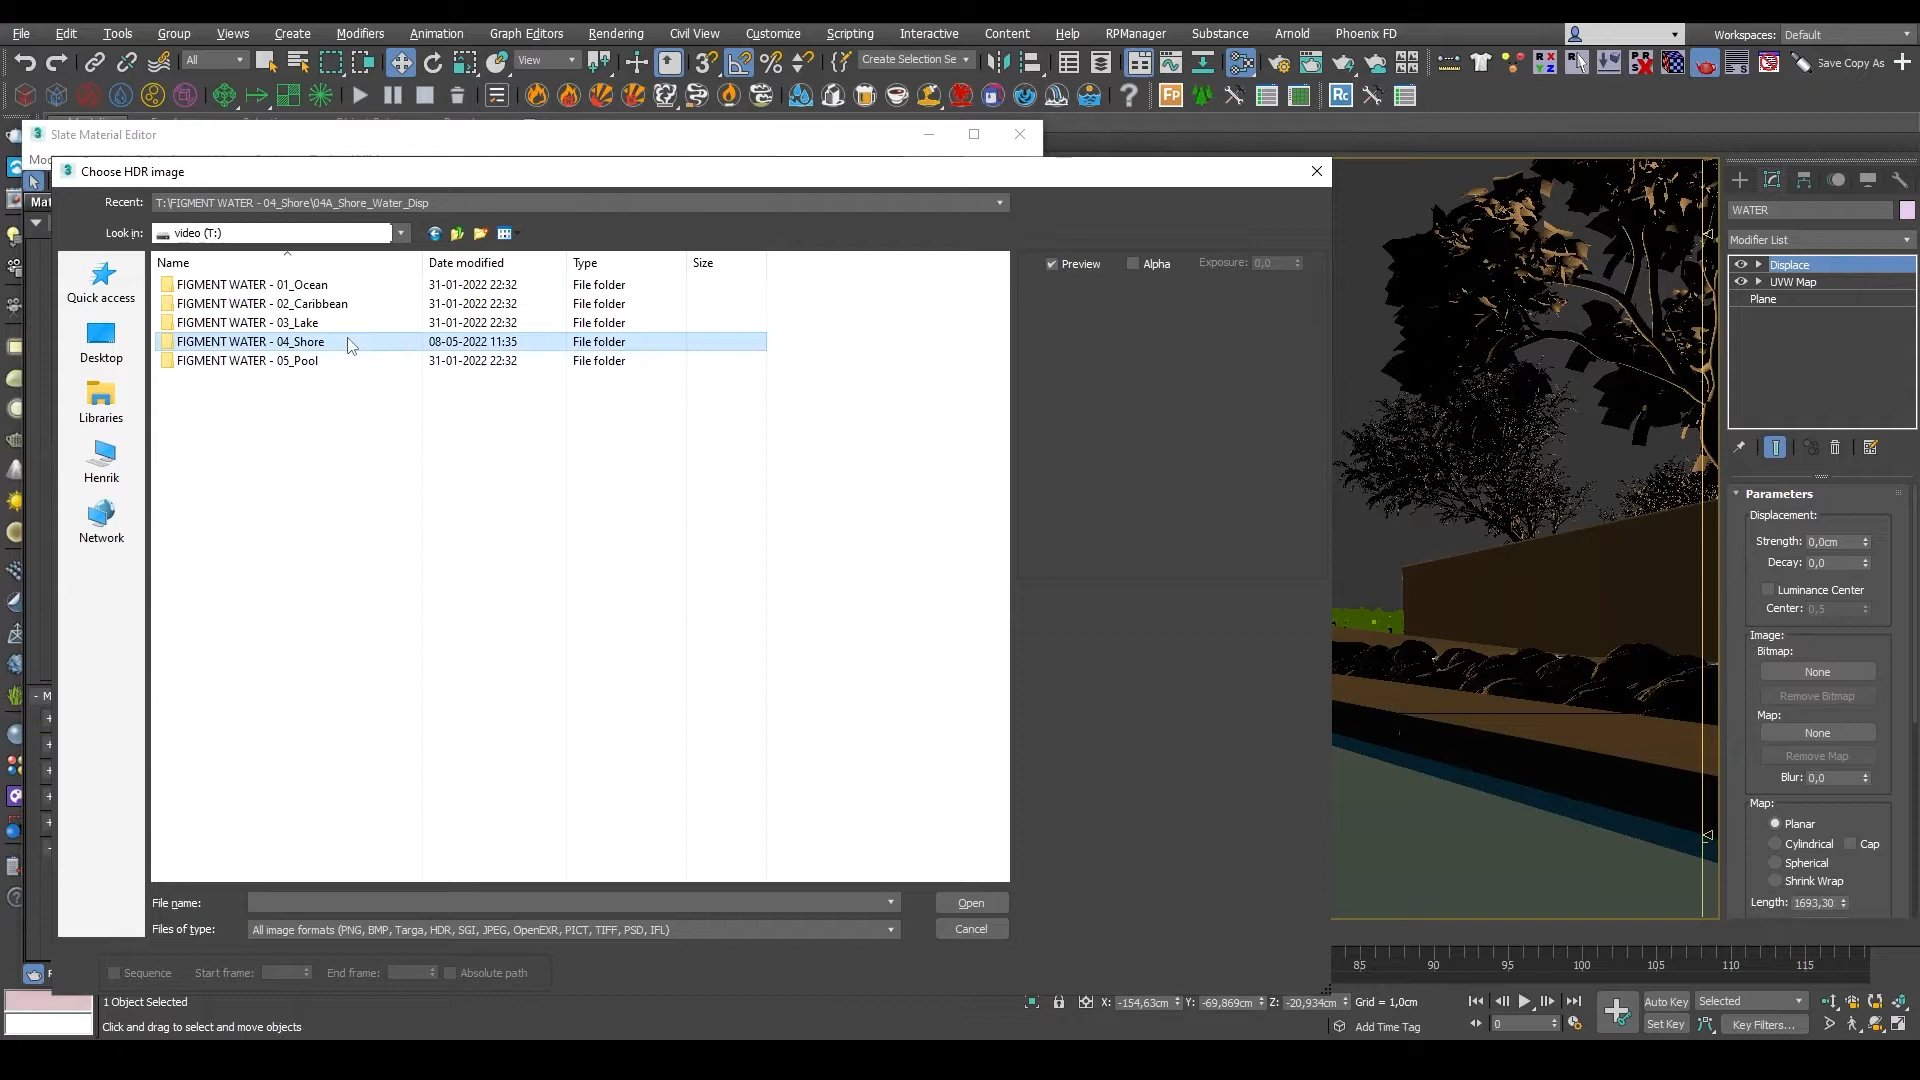 File Edit Tools Group Views Create Modifiers Animation Graph Editors Rendering Civil View Customize Scripting Interactive Content Help RPManager Substance Arnold Phoenix FD
Workspaces: Default
All View Create Selection Se Save Copy As
Slate Material Editor
Choose HDR image
Recent: T:\FIGMENT WATER - 04_Shore\04A_Shore_Water_Disp
Look in: video (T:)
Name Date modified Type Size
FIGMENT WATER - 01_Ocean 31-01-2022 22:32 File folder
FIGMENT WATER - 02_Caribbean 31-01-2022 22:32 File folder
FIGMENT WATER - 03_Lake 31-01-2022 22:32 File folder
FIGMENT WATER - 04_Shore 08-05-2022 11:35 File folder
FIGMENT WATER - 05_Pool 31-01-2022 22:32 File folder
Quick access
Desktop
Libraries
Henrik
Network
Preview Alpha Exposure: 0,0
File name: Open
Files of type: All image formats (PNG, BMP, Targa, HDR, SGI, JPEG, OpenEXR, PICT, TIFF, PSD, IFL) Cancel
Sequence Start frame: End frame: Absolute path
WATER
Modifier List
Displace
UVW Map
Plane
Parameters
Displacement:
Strength: 0,0cm
Decay: 0,0
Luminance Center
Center: 0,5
Image:
Bitmap:
None
Remove Bitmap
Map:
None
Remove Map
Blur: 0,0
Map:
Planar
Cylindrical Cap
Spherical
Shrink Wrap
Length: 1693,30
85 90 95 100 105 110 115
1 Object Selected
Click and drag to select and move objects
X: -154,63cm Y: -69,869cm Z: -20,934cm Grid = 1,0cm
Add Time Tag
0
Auto Key Selected
Set Key Key Filters...